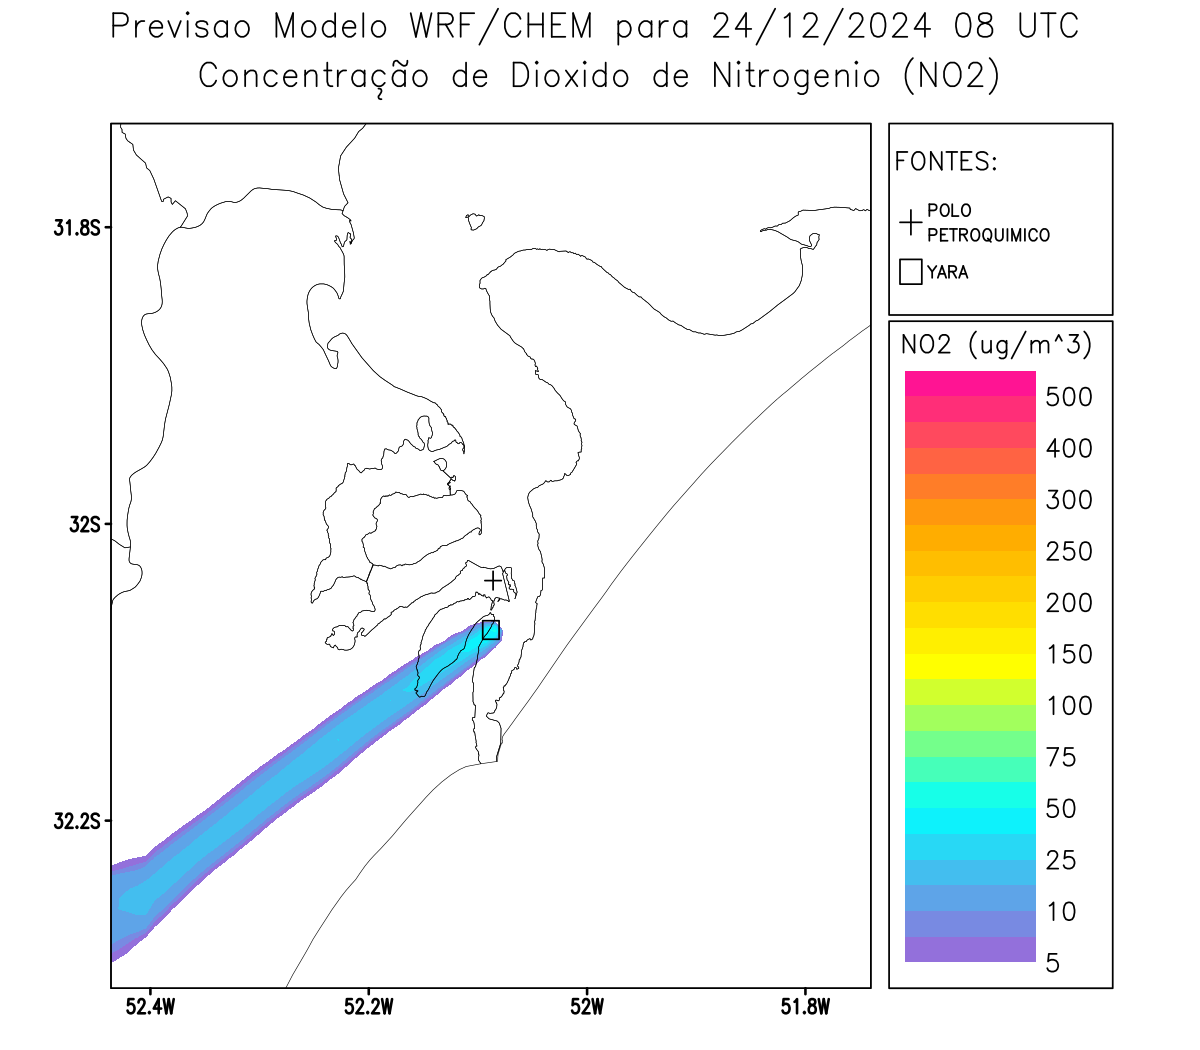 Previsao Modelo WRF/CHEM para 24/12/2024 08 UTC
Concentração de Dioxido de Nitrogenio (NO2)
FONTES:
POLO
PETROQUIMICO
YARA
NO2 (ug/m^3)
500
400
300
250
200
150
100
75
50
25
10
5
31.8S
32S
32.2S
52.4W
52.2W
52W
51.8W